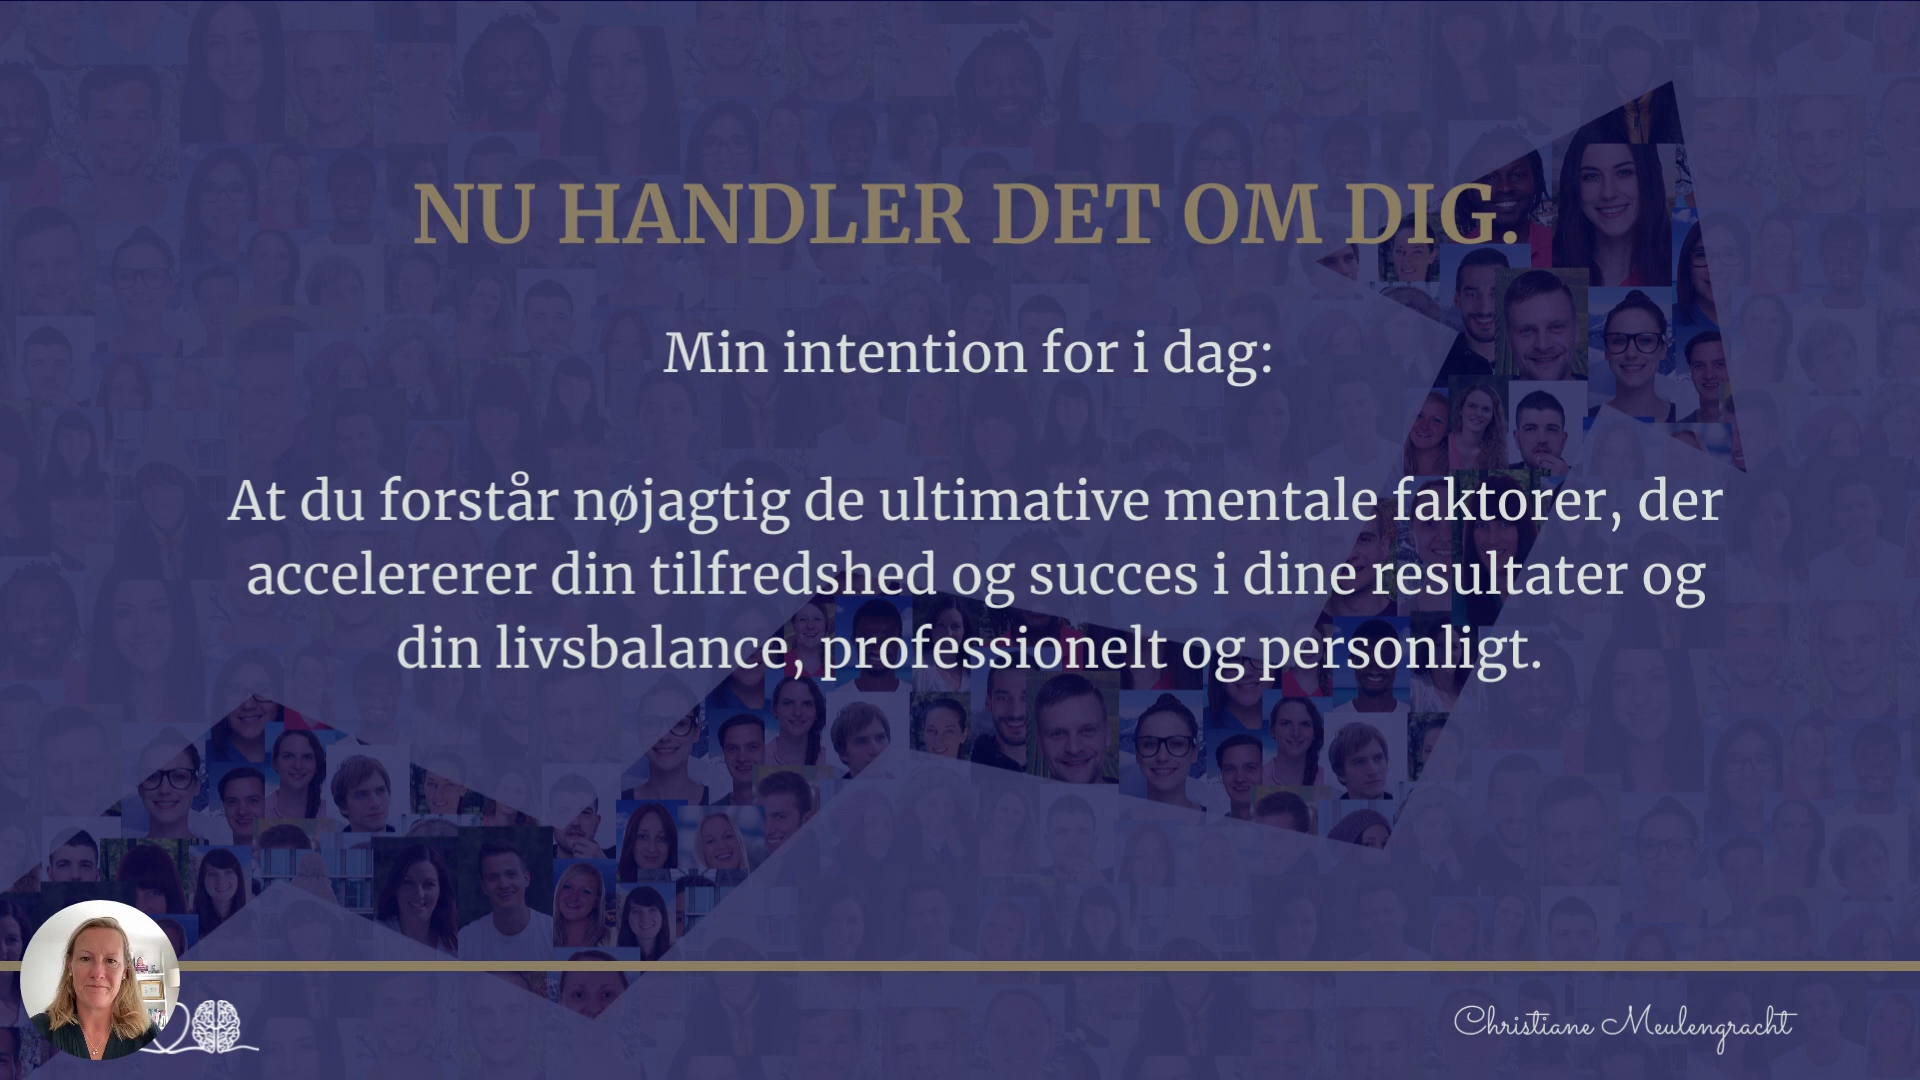 NU HANDLER DET OM DIG.
Min intention for i dag:
At du forstår nøjagtig de ultimative mentale faktorer, der
accelererer din tilfredshed og succes i dine resultater og
din livsbalance, professionelt og personligt.
Christiane Meulengracht